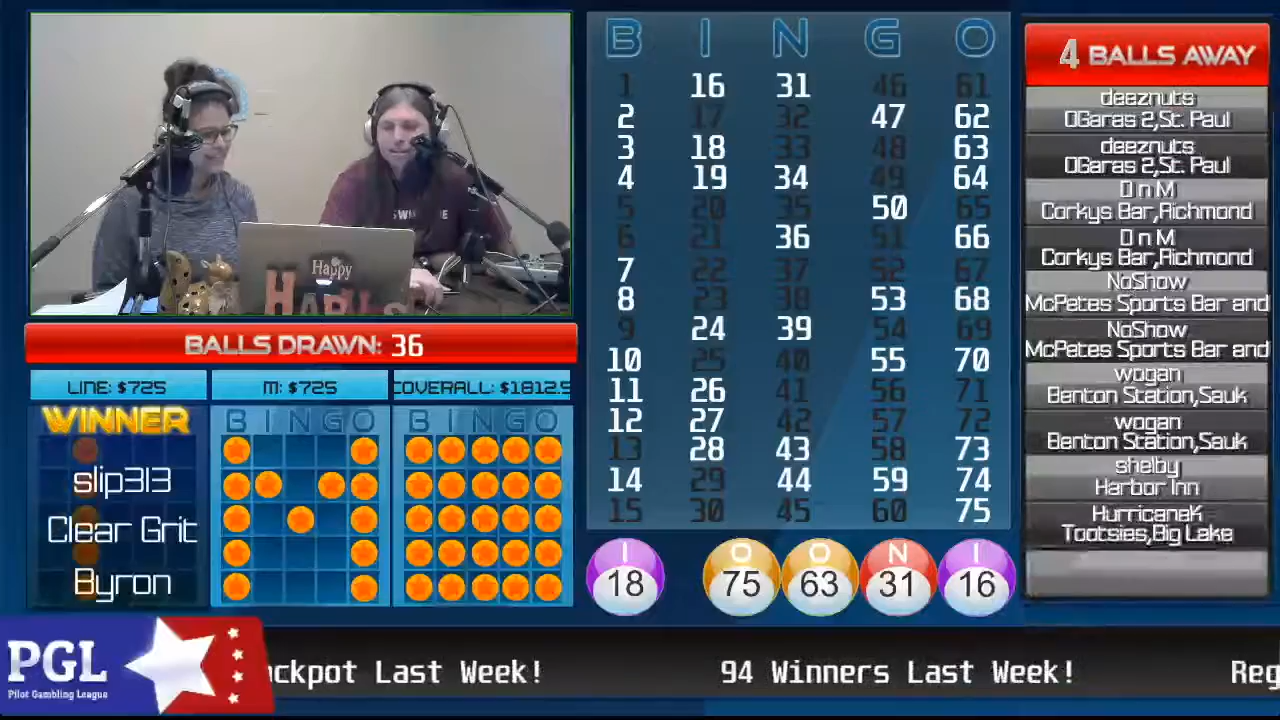 Happy
SWI
BALLS DRAWN: 36
LINE: $725
M: $725
COVERALL: $1812.5
WINNER
slip313
Clear Grit
Byron
B I N G O
B I N G O
B I N G O
1 16 31 46 61
2 17 32 47 62
3 18 33 48 63
4 19 34 49 64
5 20 35 50 65
6 21 36 51 66
7 22 37 52 67
8 23 38 53 68
9 24 39 54 69
10 25 40 55 70
11 26 41 56 71
12 27 42 57 72
13 28 43 58 73
14 29 44 59 74
15 30 45 60 75
I 18
O 75
O 63
N 31
I 16
4 BALLS AWAY
deeznuts
OGaras 2,St. Paul
deeznuts
OGaras 2,St. Paul
D n M
Corkys Bar,Richmond
D n M
Corkys Bar,Richmond
NoShow
McPetes Sports Bar and
NoShow
McPetes Sports Bar and
wogan
Benton Station,Sauk
wogan
Benton Station,Sauk
shelby
Harbor Inn
HurricaneK
Tootsies,Big Lake
PGL
Pilot Gambling League
ackpot Last Week!
94 Winners Last Week!
Reg